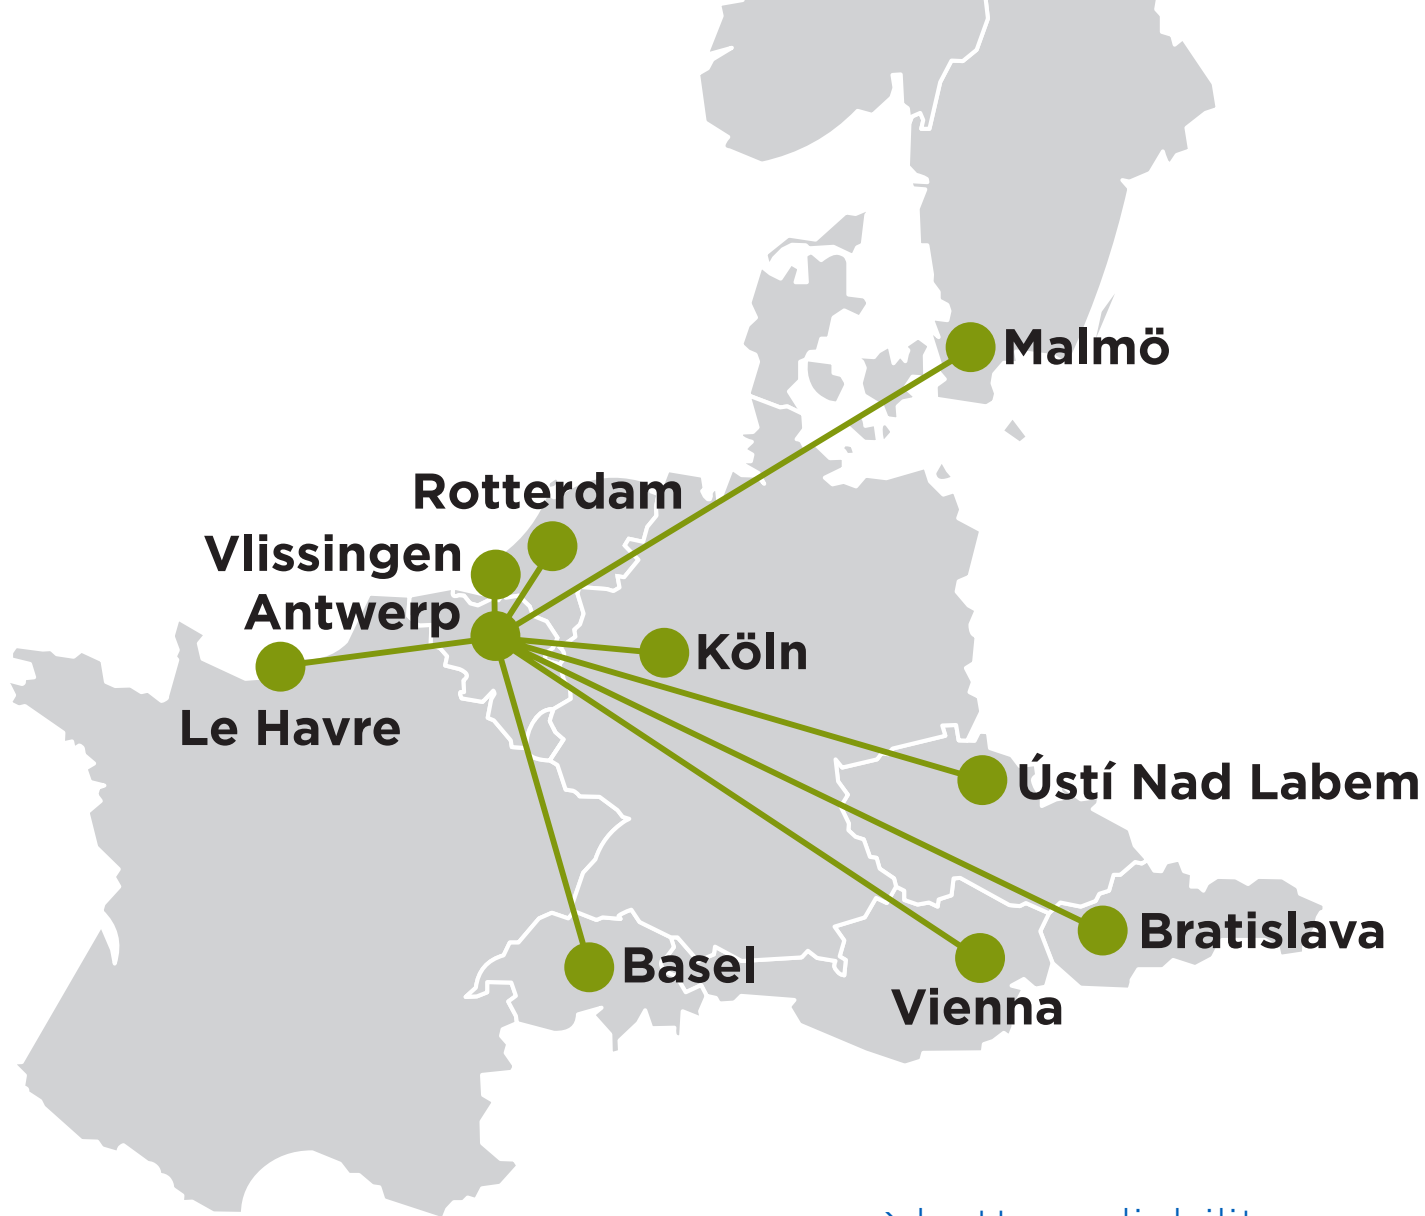 Malmö
Rotterdam
Vlissingen
Antwerp
Köln
Le Havre
Ústí Nad Labem
Bratislava
Basel
Vienna